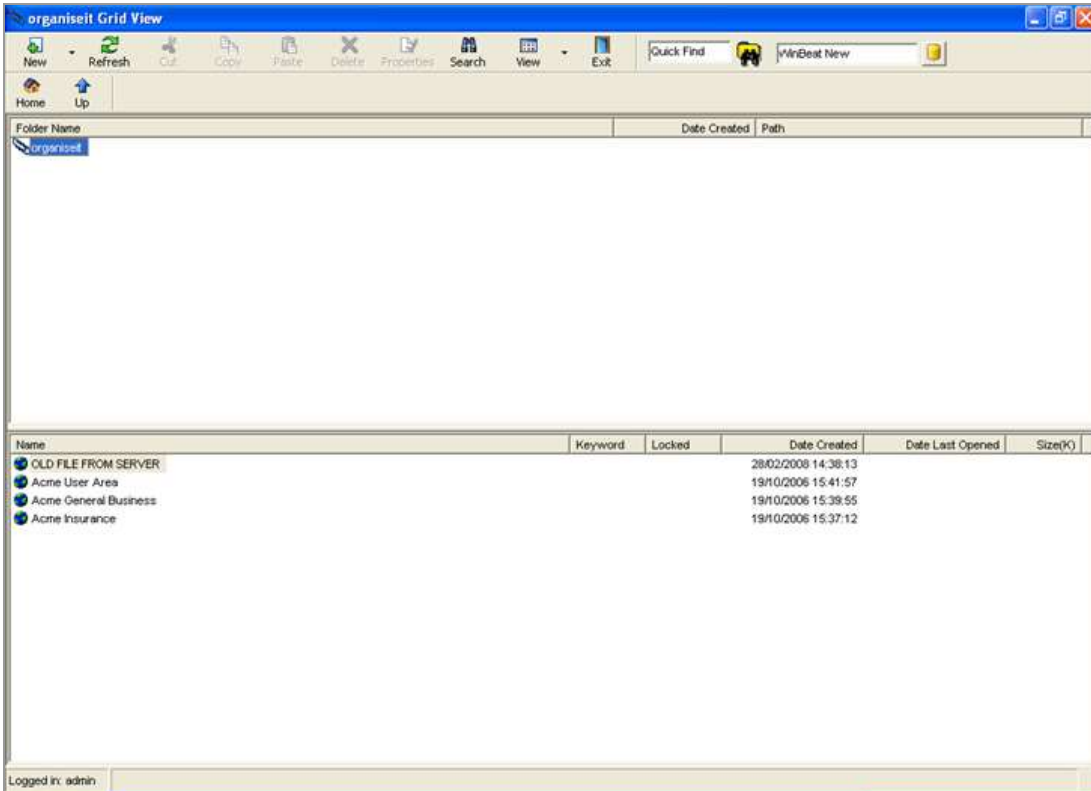 organiseit Grid View
New Refresh Cut Copy Paste Delete Properties Search View Exit Quick Find WinBeat New
Home Up
Folder Name Date Created Path
organiseit
Name Keyword Locked Date Created Date Last Opened Size(K)
OLD FILE FROM SERVER 28/02/2008 14:38:13
Acme User Area 19/10/2006 15:41:57
Acme General Business 19/10/2006 15:39:55
Acme Insurance 19/10/2006 15:37:12
Logged in: admin